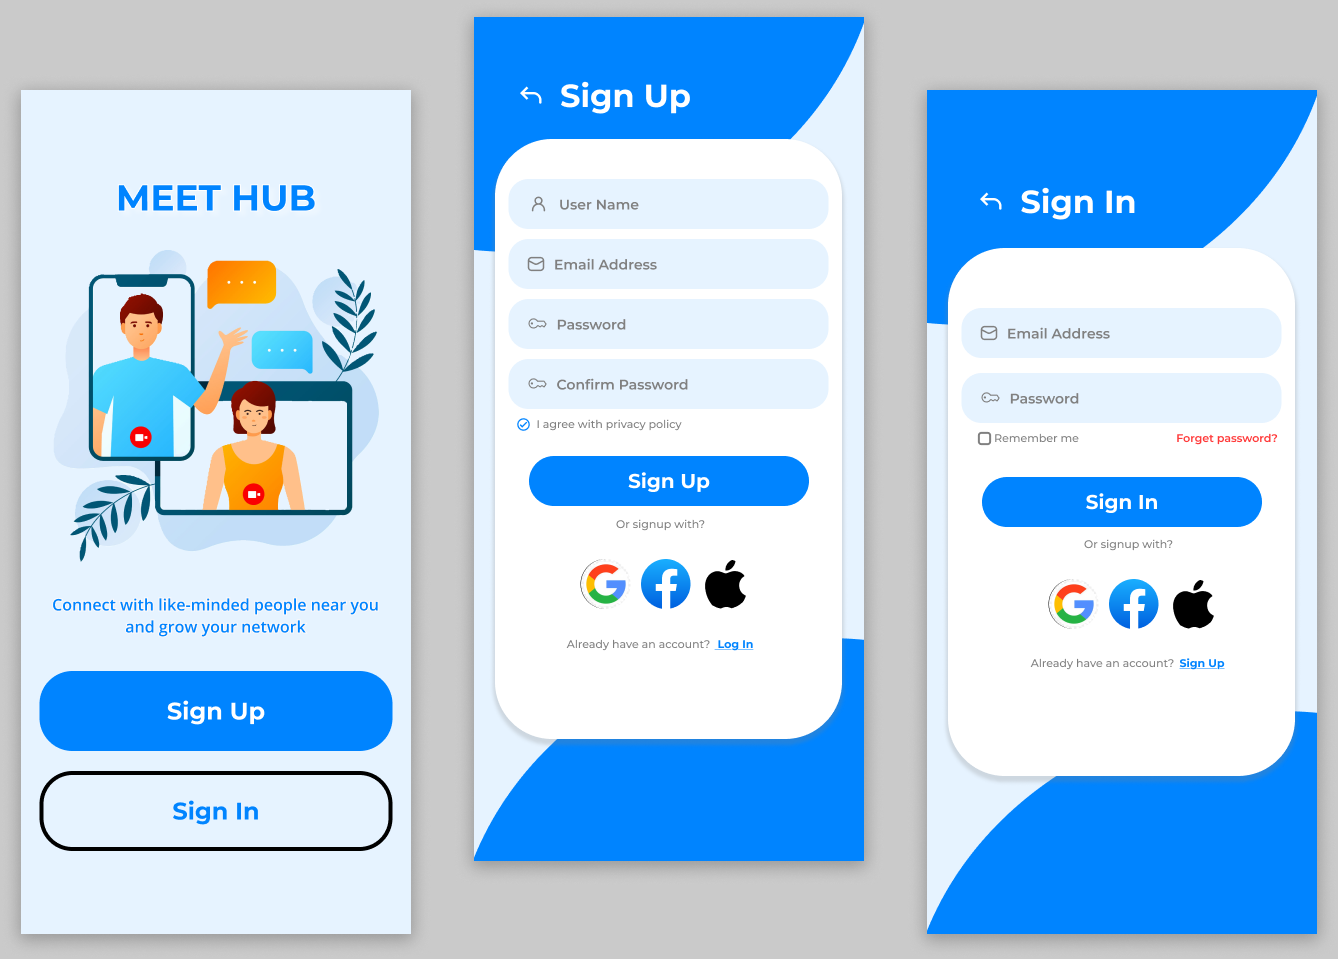 MEET HUB
Connect with like-minded people near you
and grow your network
Sign Up
Sign In
Sign Up
User Name
Email Address
Password
Confirm Password
I agree with privacy policy
Sign Up
Or signup with?
Already have an account? Log In
Sign In
Email Address
Password
Remember me Forget password?
Sign In
Or signup with?
Already have an account? Sign Up